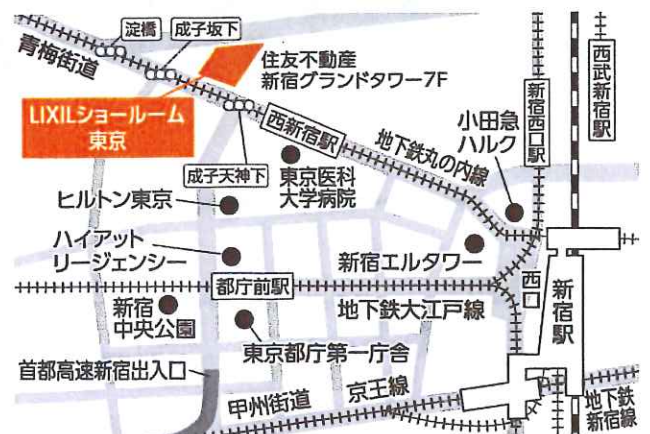 淀橋
成子坂下
青梅街道
住友不動産
新宿グランドタワー7F
LIXILショールーム
東京
成子天神下
西新宿駅
地下鉄丸の内線
小田急
ハルク
新宿西口駅
西武新宿駅
東京医科
大学病院
ヒルトン東京
ハイアット
リージェンシー
新宿エルタワー
西口
新宿駅
都庁前駅
地下鉄大江戸線
新宿
中央公園
東京都庁第一庁舎
首都高速新宿出入口
甲州街道
京王線
地下鉄
新宿線